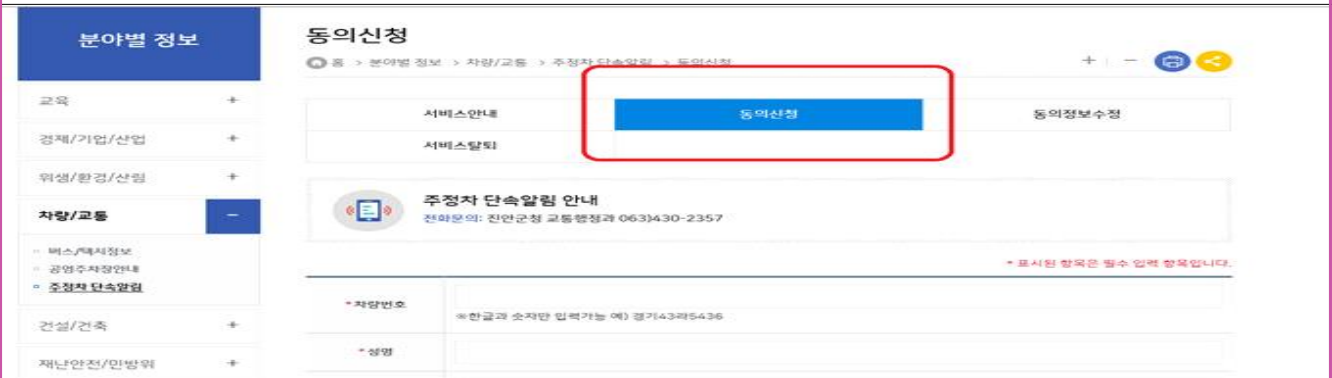 분야별 정보
교육 +
경제/기업/산업 +
위생/환경/산림 +
차량/교통 −
버스/택시정보
공영주차장안내
주정차 단속알림
건설/건축 +
재난안전/민방위 +
동의신청
홈 > 분야별 정보 > 차량/교통 > 주정차 단속알림 > 동의신청
+ | −
서비스안내 동의신청 동의정보수정
서비스탈퇴
주정차 단속알림 안내
전화문의: 진안군청 교통행정과 063)430-2357
* 표시된 항목은 필수 입력 항목입니다.
*차량번호
※한글과 숫자만 입력가능 예) 경기43라5436
*성명